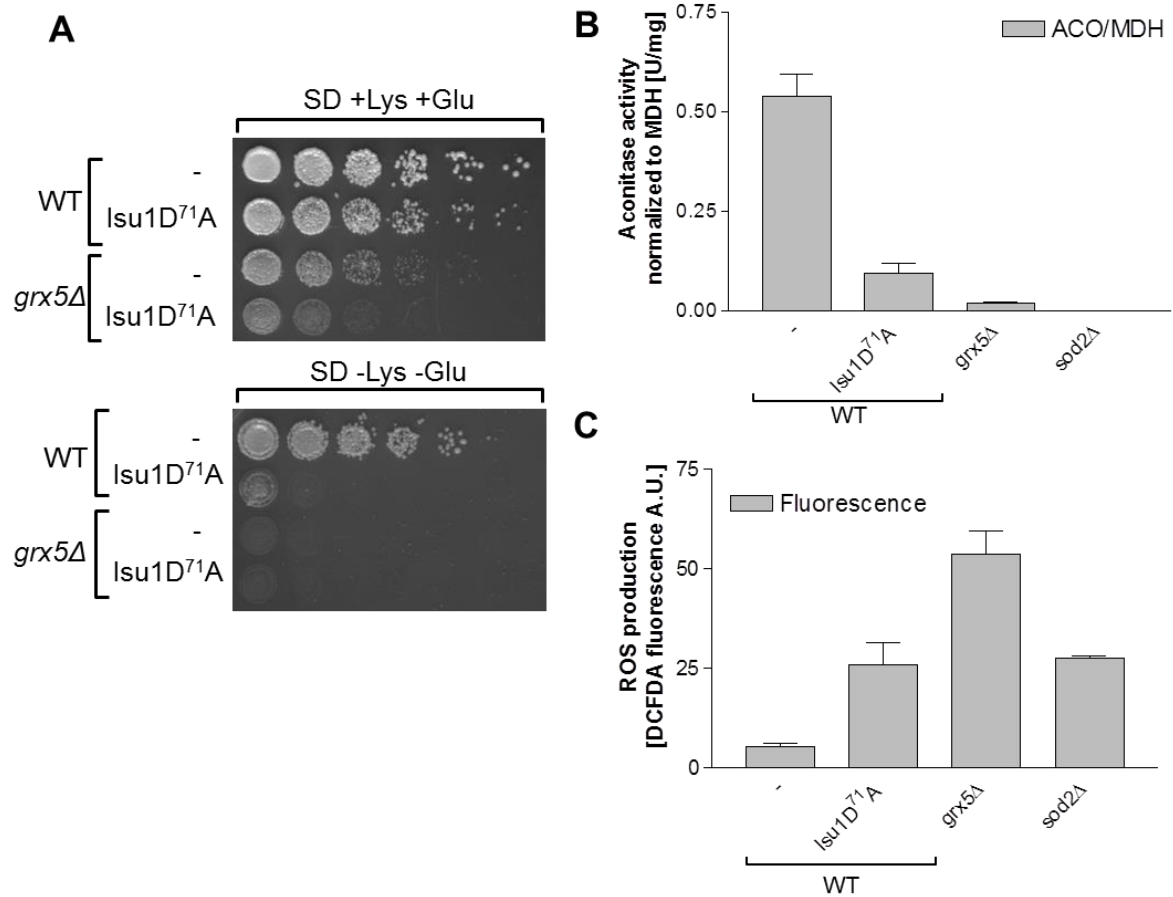 A
SD +Lys +Glu
WT
-
Isu1D⁷¹A
grx5Δ
-
Isu1D⁷¹A
SD -Lys -Glu
WT
-
Isu1D⁷¹A
grx5Δ
-
Isu1D⁷¹A
B
Aconitase activity
normalized to MDH [U/mg]
0.75
0.50
0.25
0.00
ACO/MDH
-
Isu1D⁷¹A
grx5Δ
sod2Δ
WT
C
ROS production
[DCFDA fluorescence A.U.]
75
50
25
0
Fluorescence
-
Isu1D⁷¹A
grx5Δ
sod2Δ
WT